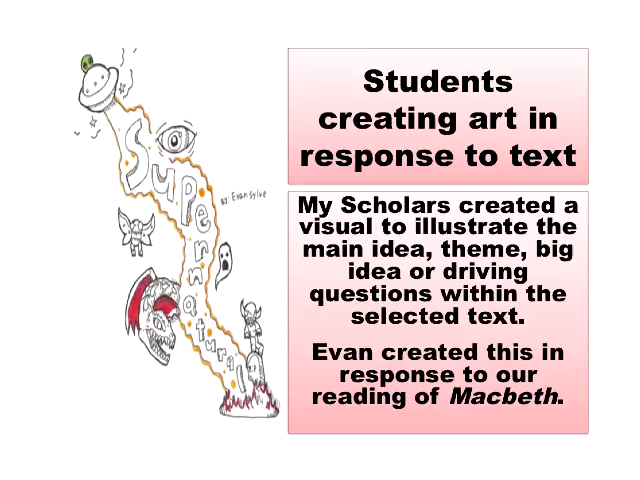 Supernatural
By: Evan Sylve
Students
creating art in
response to text
My Scholars created a
visual to illustrate the
main idea, theme, big
idea or driving
questions within the
selected text.
Evan created this in
response to our
reading of Macbeth.